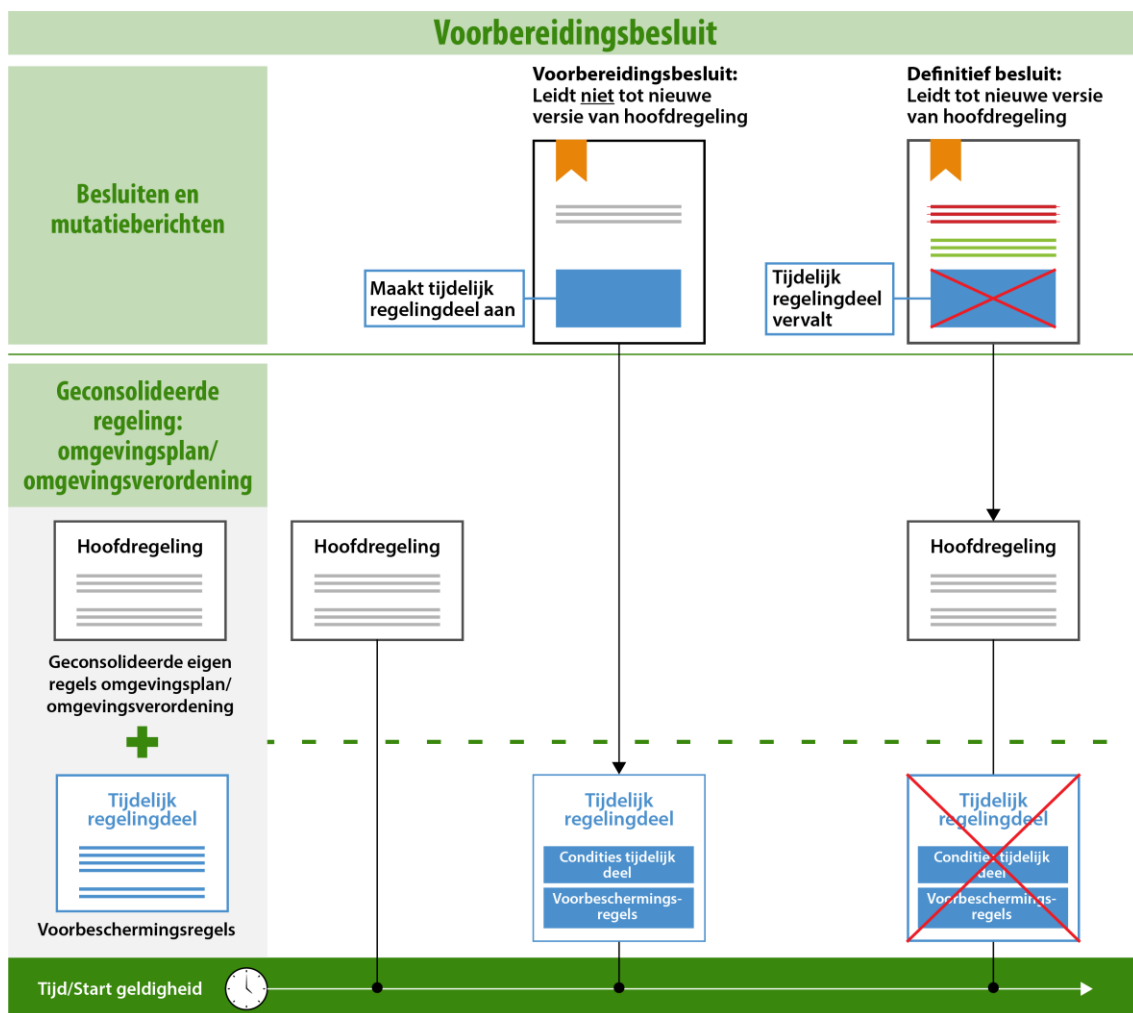 Voorbereidingsbesluit
Besluiten en
mutatieberichten
Voorbereidingsbesluit:
Leidt niet tot nieuwe
versie van hoofdregeling
Definitief besluit:
Leidt tot nieuwe versie
van hoofdregeling
Maakt tijdelijk
regelingdeel aan
Tijdelijk
regelingdeel
vervalt
Geconsolideerde
regeling:
omgevingsplan/
omgevingsverordening
Hoofdregeling
Hoofdregeling
Hoofdregeling
Geconsolideerde eigen
regels omgevingsplan/
omgevingsverordening
Tijdelijk
regelingdeel
Voorbeschermingsregels
Tijdelijk
regelingdeel
Condities tijdelijk
deel
Voorbeschermings-
regels
Tijdelijk
regelingdeel
Condities tijdelijk
deel
Voorbeschermings-
regels
Tijd/Start geldigheid